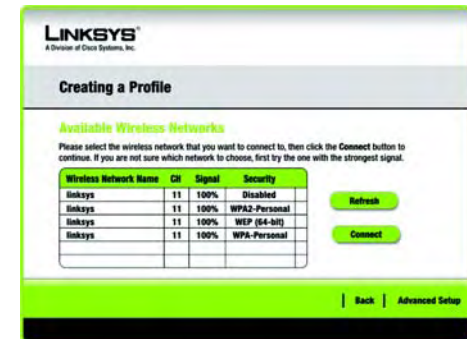 LINKSYS®
A Division of Cisco Systems, Inc.
Creating a Profile
Available Wireless Networks
Please select the wireless network that you want to connect to, then click the Connect button to
continue. If you are not sure which network to choose, first try the one with the strongest signal.
Wireless Network Name CH Signal Security
linksys 11 100% Disabled
linksys 11 100% WPA2-Personal
linksys 11 100% WEP (64-bit)
linksys 11 100% WPA-Personal
Refresh
Connect
Back Advanced Setup